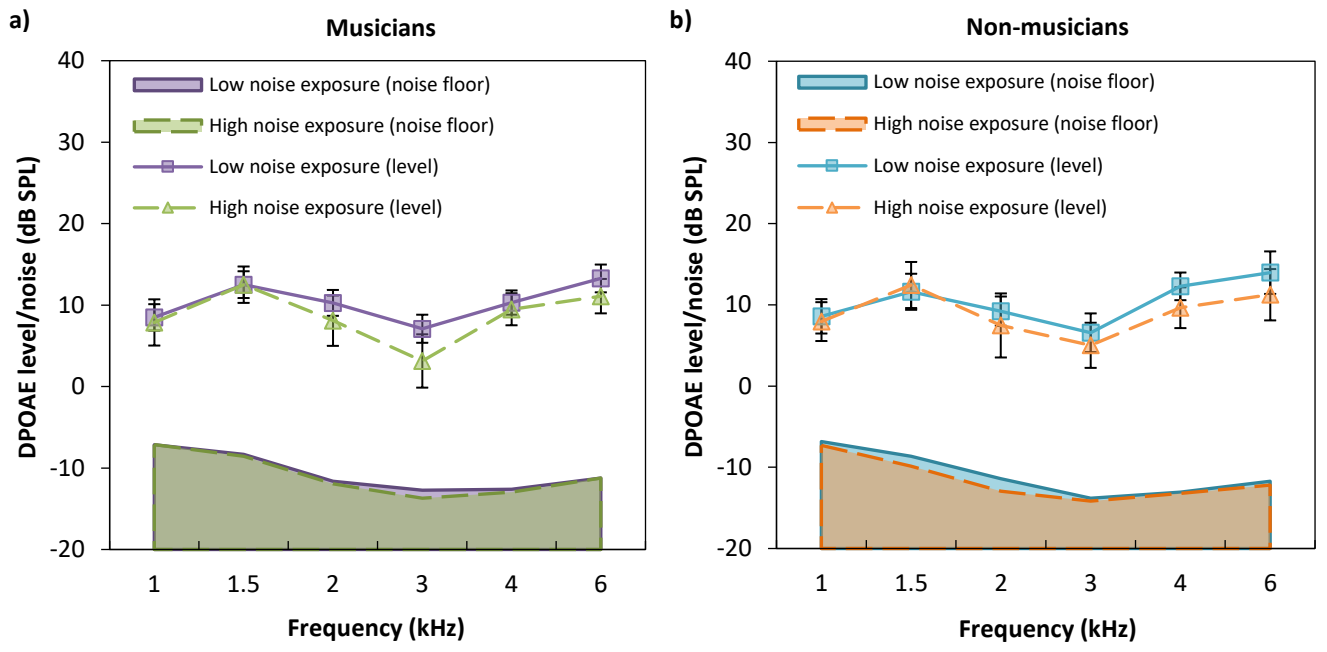 a)
Musicians
DPOAE level/noise (dB SPL)
40
30
20
10
0
-10
-20
Low noise exposure (noise floor)
High noise exposure (noise floor)
Low noise exposure (level)
High noise exposure (level)
1 1.5 2 3 4 6
Frequency (kHz)
b)
Non-musicians
DPOAE level/noise (dB SPL)
40
30
20
10
0
-10
-20
Low noise exposure (noise floor)
High noise exposure (noise floor)
Low noise exposure (level)
High noise exposure (level)
1 1.5 2 3 4 6
Frequency (kHz)